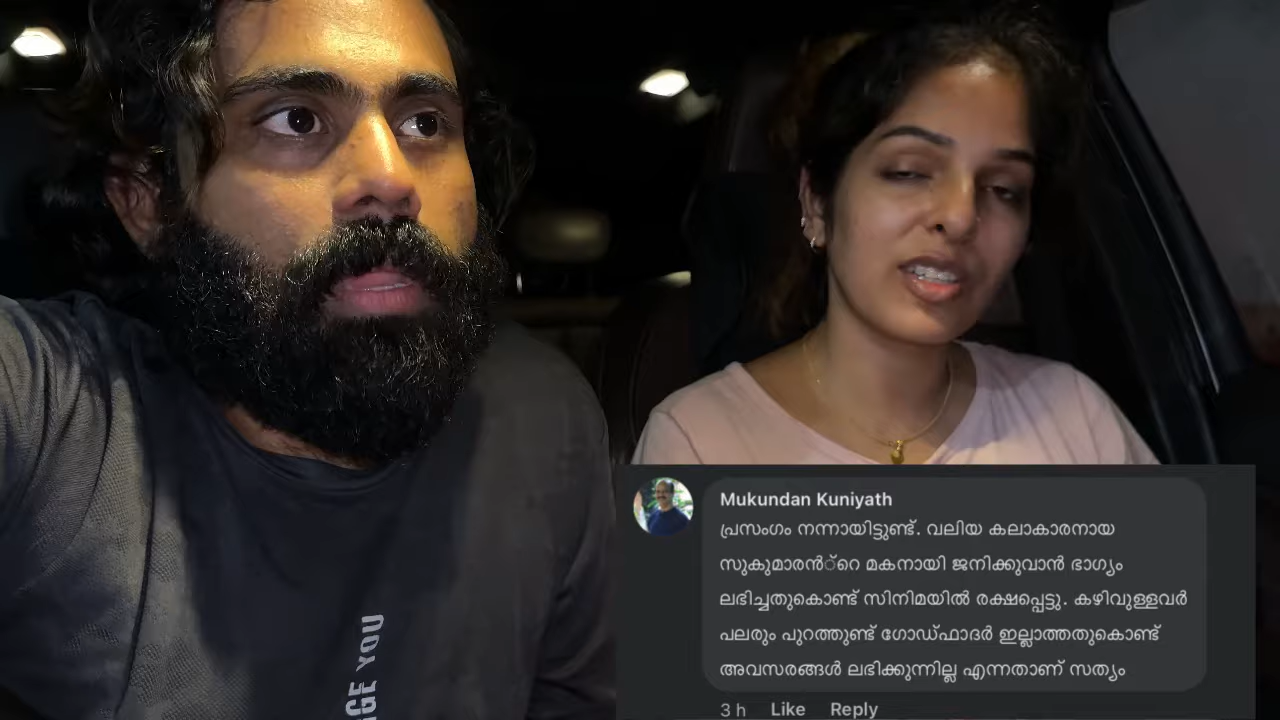 Mukundan Kuniyath
പ്രസംഗം നന്നായിട്ടുണ്ട്. വലിയ കലാകാരനായ
സുകുമാരൻ്റെ മകനായി ജനിക്കുവാൻ ഭാഗ്യം
ലഭിച്ചതുകൊണ്ട് സിനിമയിൽ രക്ഷപ്പെട്ടു. കഴിവുള്ളവർ
പലരും പുറത്തുണ്ട് ഗോഡ്ഫാദർ ഇല്ലാത്തതുകൊണ്ട്
അവസരങ്ങൾ ലഭിക്കുന്നില്ല എന്നതാണ് സത്യം
3 h Like Reply
NGE YOU